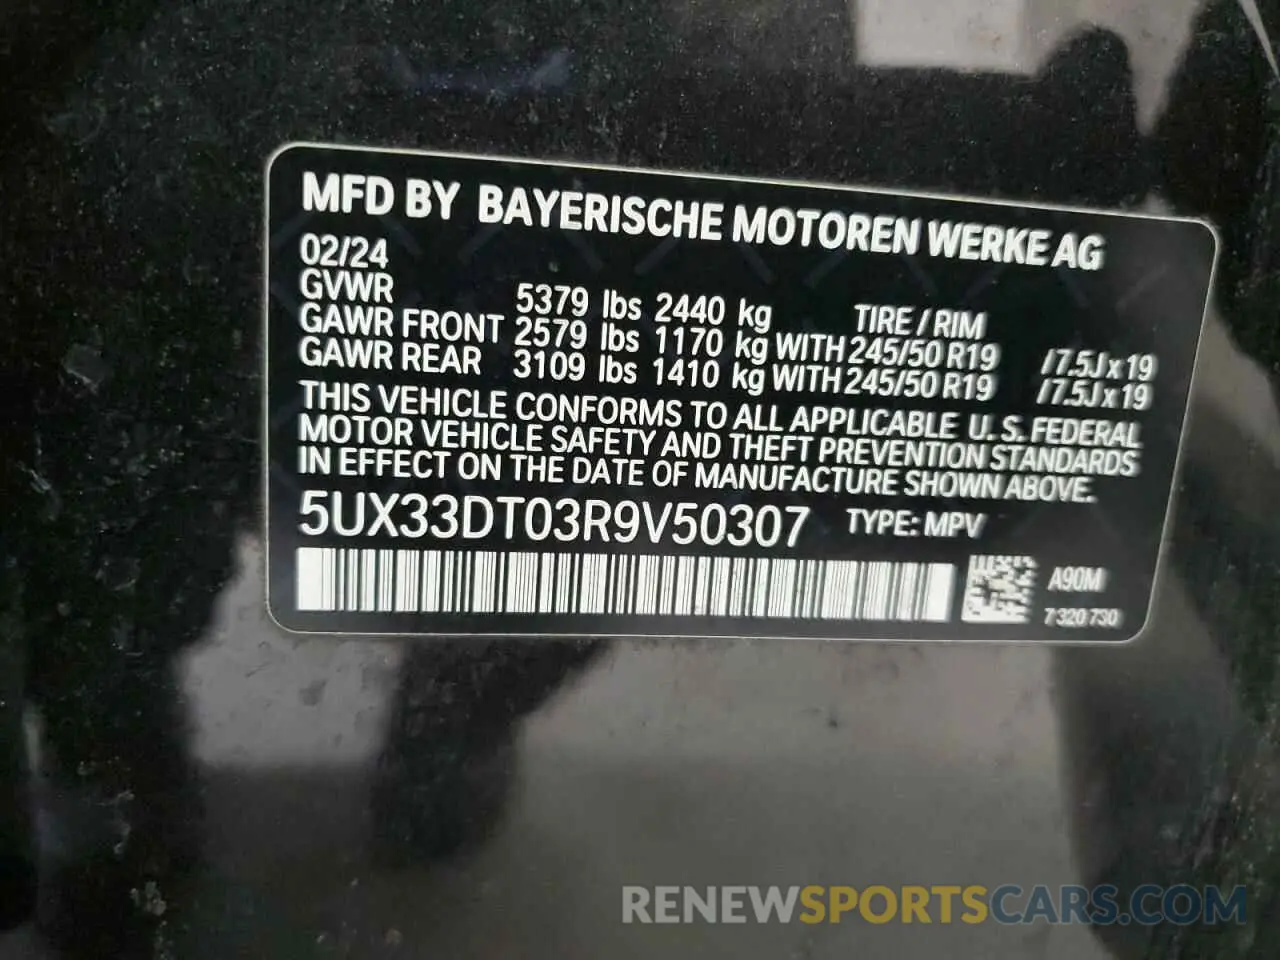 MFD BY BAYERISCHE MOTOREN WERKE AG
02/24
GVWR 5379 lbs 2440 kg TIRE / RIM
GAWR FRONT 2579 lbs 1170 kg WITH 245/50 R19 /7.5J x 19
GAWR REAR 3109 lbs 1410 kg WITH 245/50 R19 /7.5J x 19
THIS VEHICLE CONFORMS TO ALL APPLICABLE U. S. FEDERAL
MOTOR VEHICLE SAFETY AND THEFT PREVENTION STANDARDS
IN EFFECT ON THE DATE OF MANUFACTURE SHOWN ABOVE.
5UX33DT03R9V50307 TYPE: MPV
A90M
7 320 730
RENEWSPORTSCARS.COM